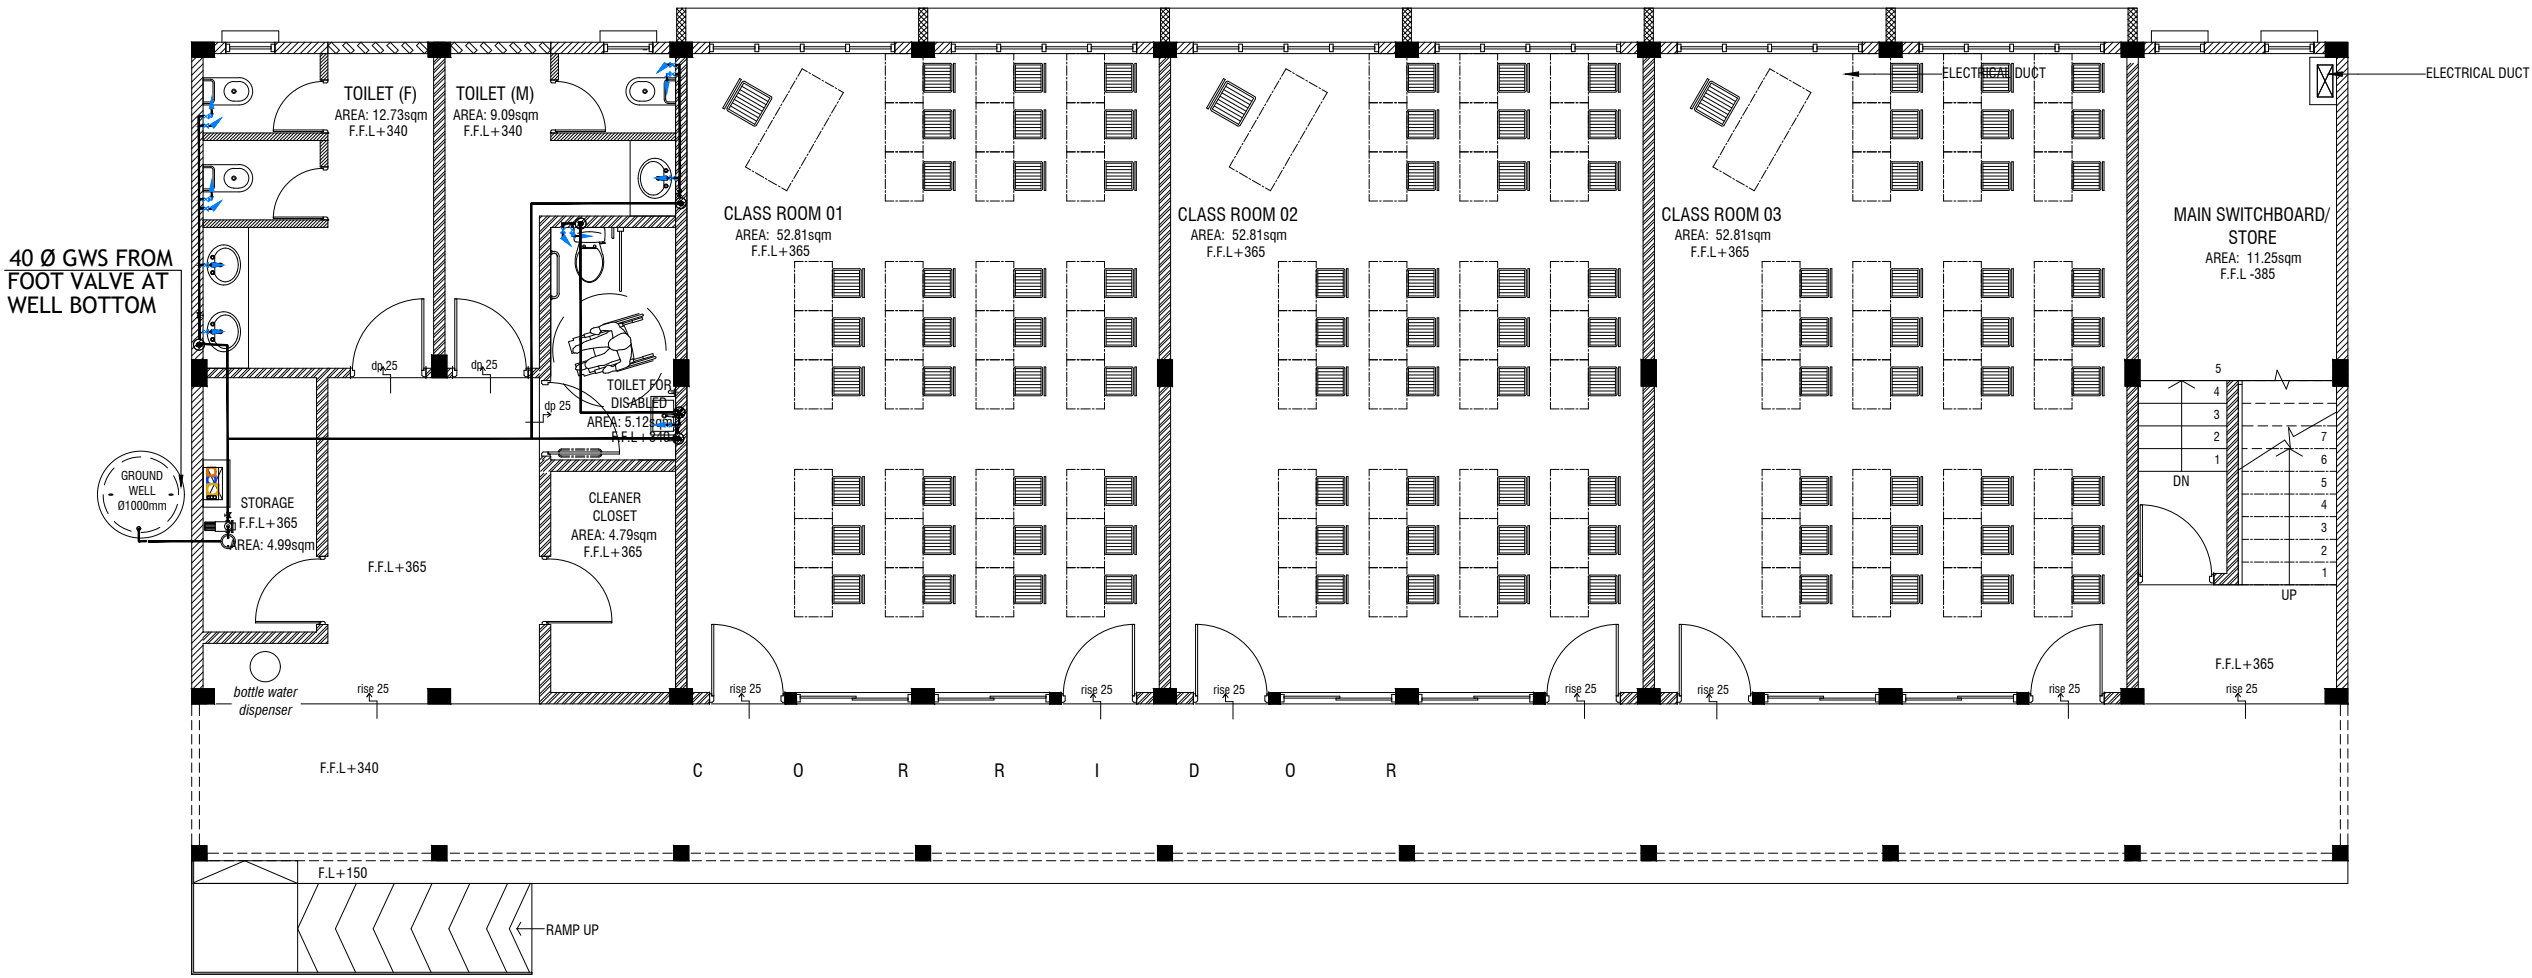 40 Ø GWS FROM
FOOT VALVE AT
WELL BOTTOM
TOILET (F)
AREA: 12.73sqm
F.F.L+340
TOILET (M)
AREA: 9.09sqm
F.F.L+340
CLASS ROOM 01
AREA: 52.81sqm
F.F.L+365
CLASS ROOM 02
AREA: 52.81sqm
F.F.L+365
CLASS ROOM 03
AREA: 52.81sqm
F.F.L+365
ELECTRICAL DUCT
ELECTRICAL DUCT
MAIN SWITCHBOARD/
STORE
AREA: 11.25sqm
F.F.L -385
dp 25
dp 25
dp 25
TOILET FOR
DISABLED
AREA: 5.12sqm
F.F.L+340
GROUND
WELL
Ø1000mm
STORAGE
F.F.L+365
AREA: 4.99sqm
F.F.L+365
CLEANER
CLOSET
AREA: 4.79sqm
F.F.L+365
5
4
3
2
1
DN
7
6
5
4
3
2
1
UP
F.F.L+365
bottle water
dispenser
rise 25
rise 25
rise 25
rise 25
rise 25
rise 25
rise 25
rise 25
F.F.L+340
C O R R I D O R
F.L+150
RAMP UP